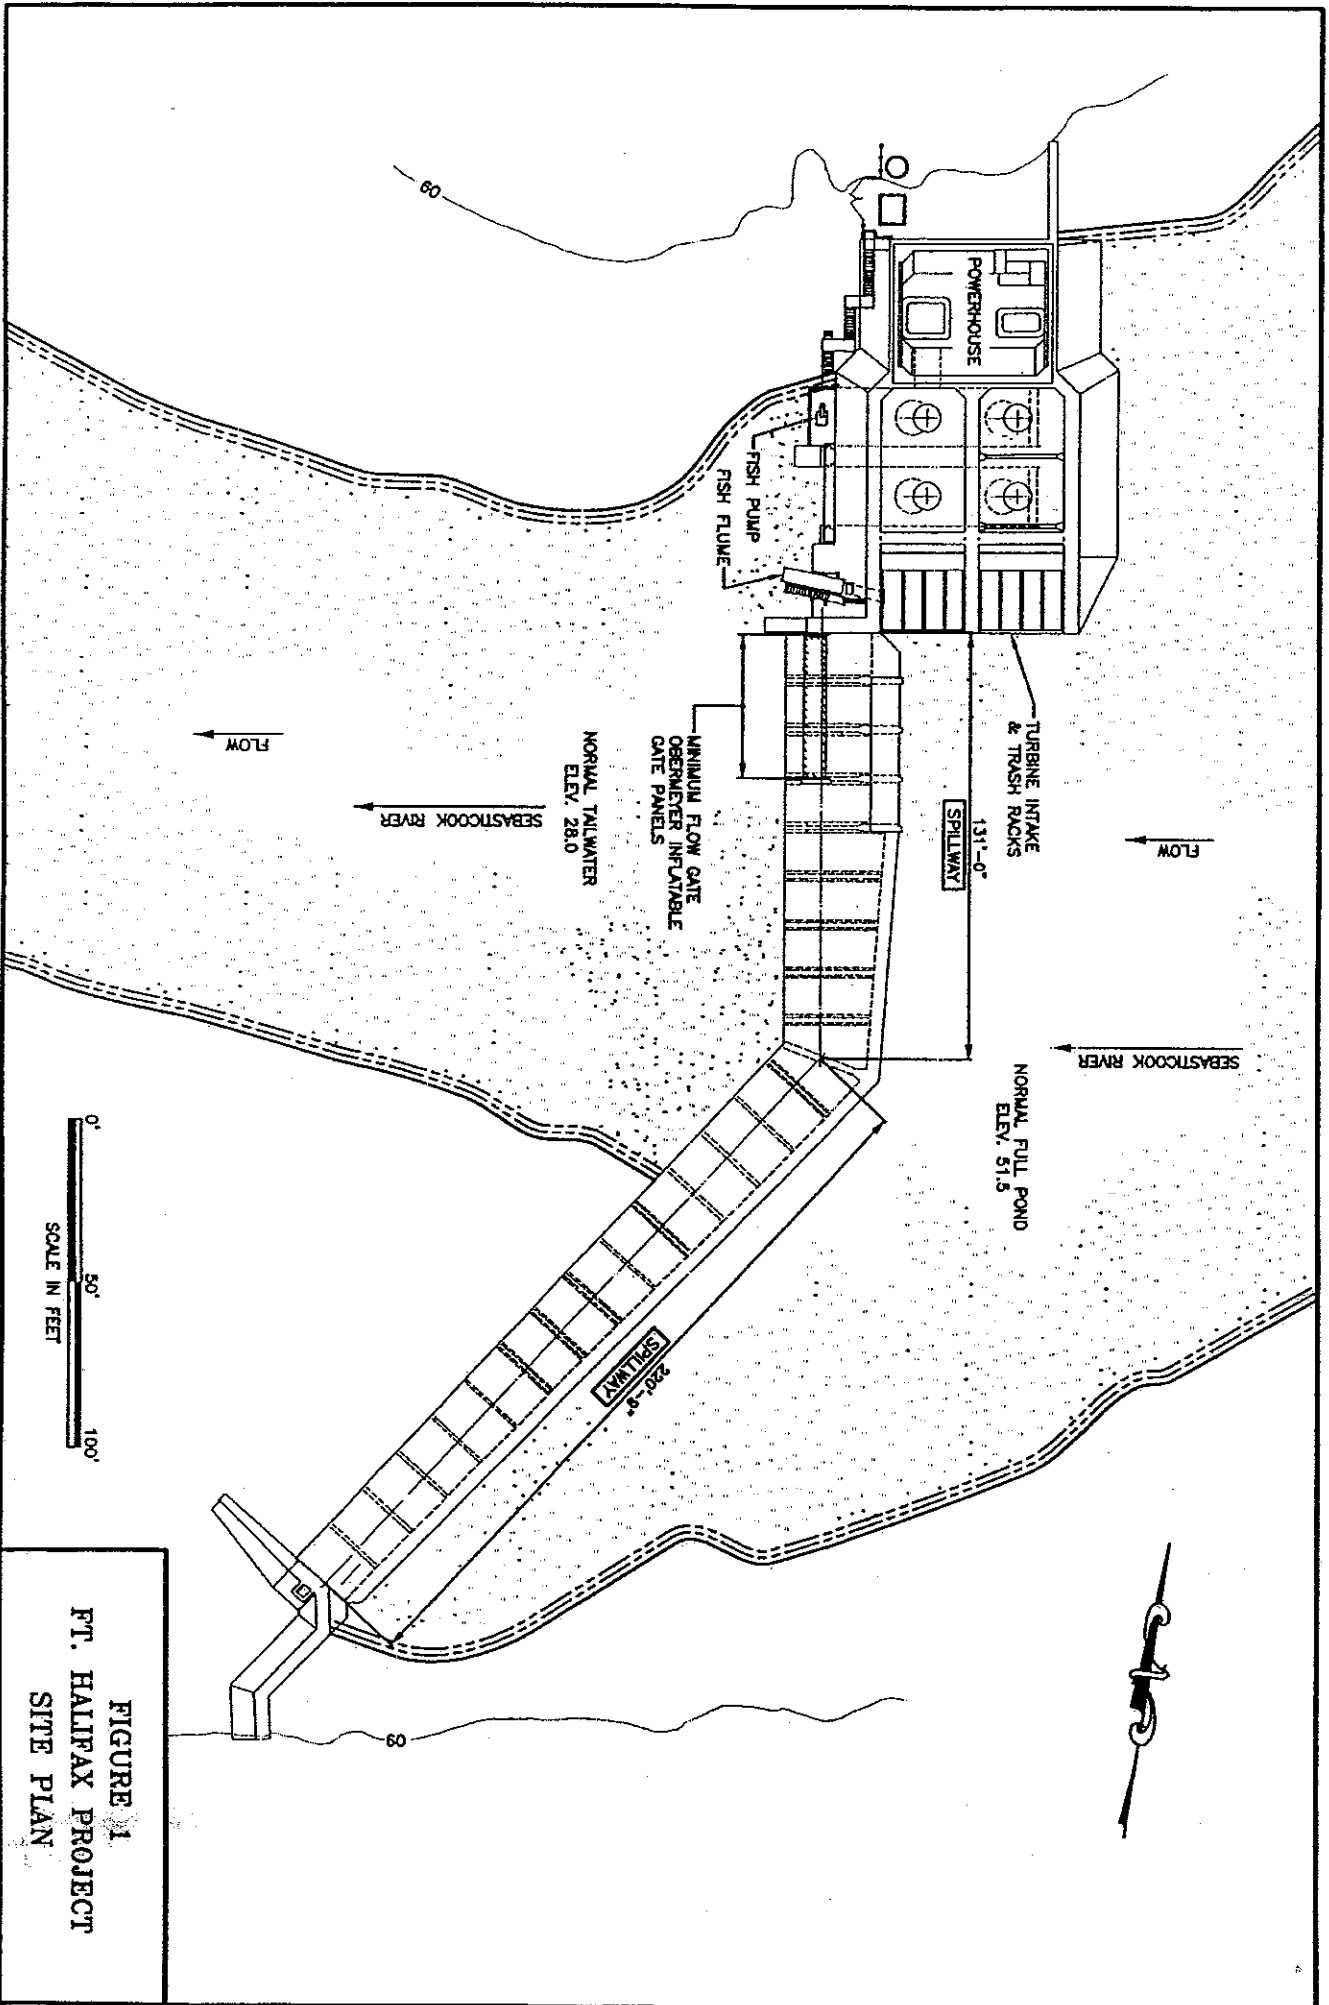 60
POWERHOUSE
FISH PUMP
FISH FLUME
TURBINE INTAKE
& TRASH RACKS
131'-0"
SPILLWAY
MINIMUM FLOW GATE
OBERMEYER INFLATABLE
GATE PANELS
NORMAL TAILWATER
ELEV. 28.0
FLOW
SEBASTICOOK RIVER
FLOW
SEBASTICOOK RIVER
NORMAL FULL POND
ELEV. 51.5
SPILLWAY
60
0'
50'
100'
SCALE IN FEET
FIGURE 1
FT. HALIFAX PROJECT
SITE PLAN